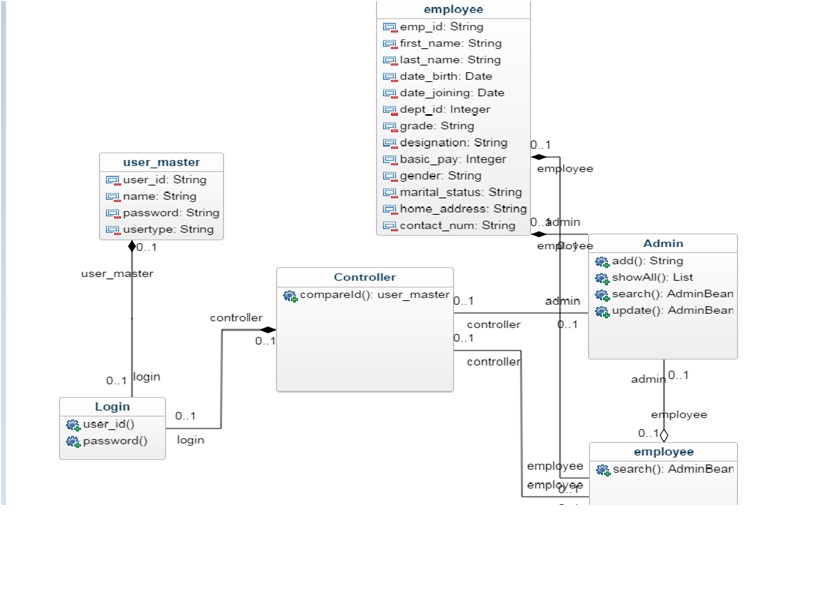 employee
emp_id: String
first_name: String
last_name: String
date_birth: Date
date_joining: Date
dept_id: Integer
grade: String
designation: String
basic_pay: Integer
gender: String
marital_status: String
home_address: String
contact_num: String
0..1
employee
0..1
admin
employee
0..1
user_master
user_id: String
name: String
password: String
usertype: String
0..1
user_master
0..1
login
Login
user_id()
password()
0..1
login
controller
0..1
Controller
compareId(): user_master
0..1
controller
0..1
controller
admin
0..1
Admin
add(): String
showAll(): List
search(): AdminBean
update(): AdminBean
0..1
admin
employee
0..1
employee
search(): AdminBean
employee
employee
0..1